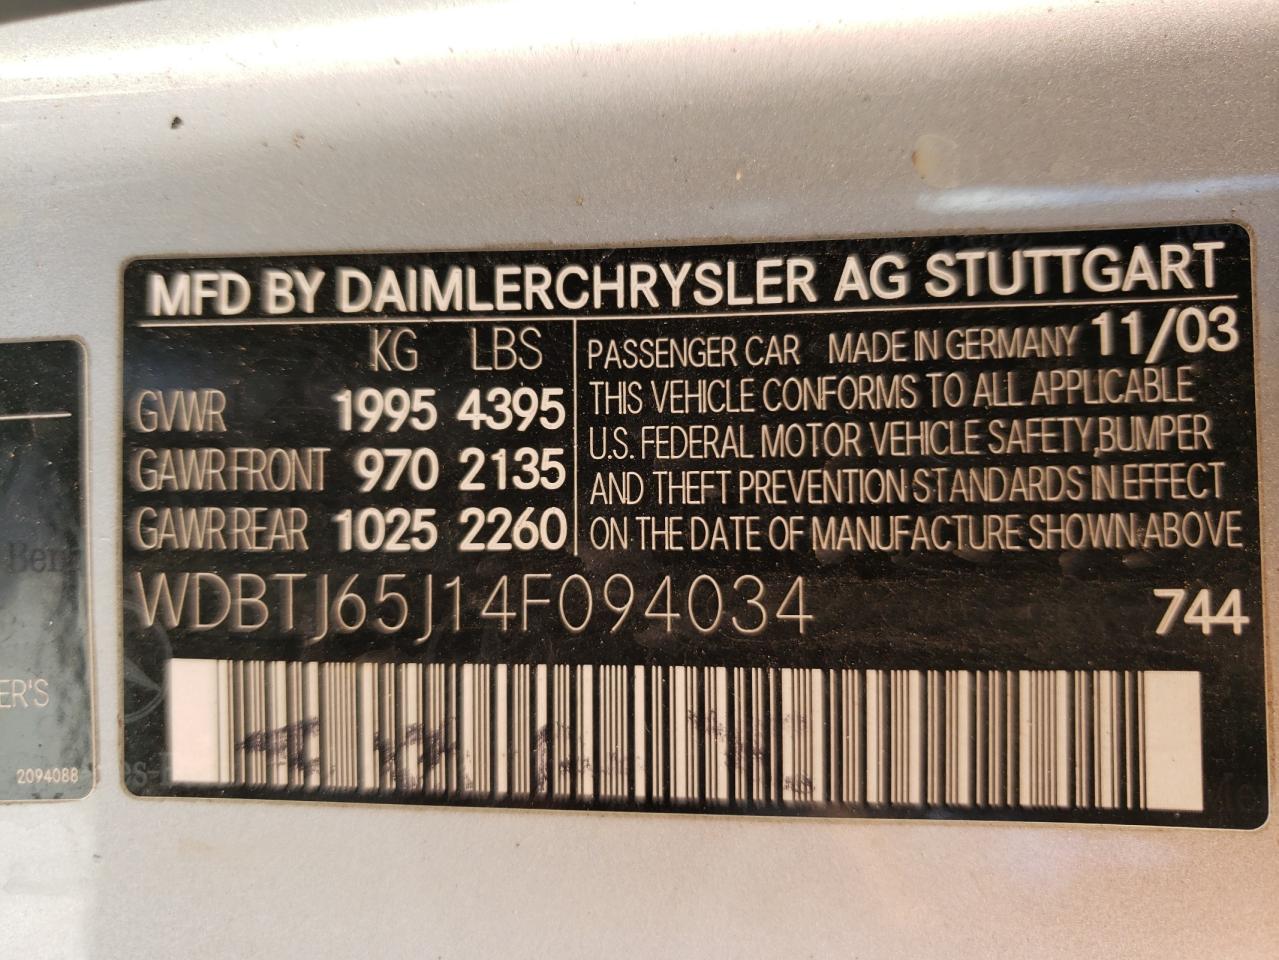 MFD BY DAIMLERCHRYSLER AG STUTTGART
KG LBS
GVWR 1995 4395
GAWR FRONT 970 2135
GAWR REAR 1025 2260
PASSENGER CAR MADE IN GERMANY 11/03
THIS VEHICLE CONFORMS TO ALL APPLICABLE
U.S. FEDERAL MOTOR VEHICLE SAFETY, BUMPER
AND THEFT PREVENTION STANDARDS IN EFFECT
ON THE DATE OF MANUFACTURE SHOWN ABOVE
WDBTJ65J14F094034 744
ER'S
2094088